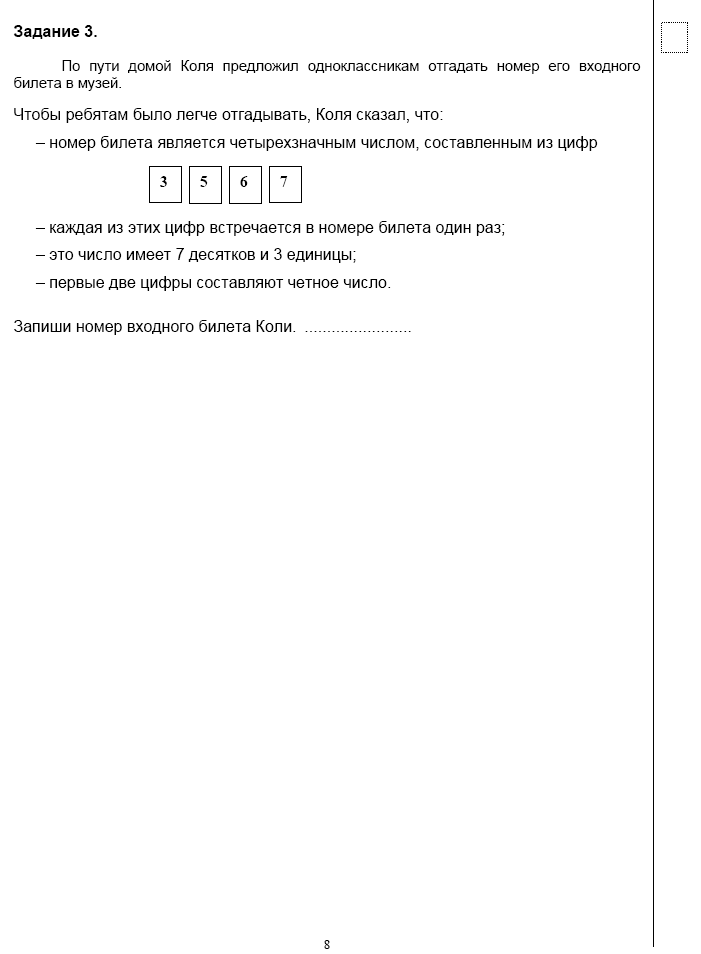 Задание 3.
По пути домой Коля предложил одноклассникам отгадать номер его входного
билета в музей.
Чтобы ребятам было легче отгадывать, Коля сказал, что:
– номер билета является четырехзначным числом, составленным из цифр
3 5 6 7
– каждая из этих цифр встречается в номере билета один раз;
– это число имеет 7 десятков и 3 единицы;
– первые две цифры составляют четное число.
Запиши номер входного билета Коли. ........................
8